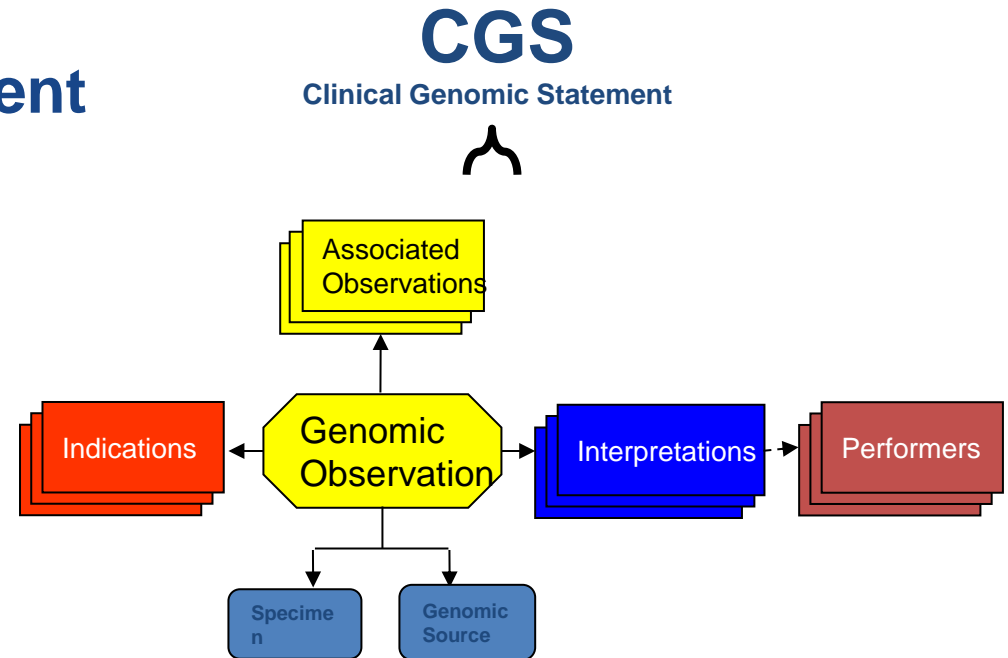 CGS
ent
Clinical Genomic Statement
Associated
Observations
Indications
Genomic
Observation
Interpretations
Performers
Specime
n
Genomic
Source